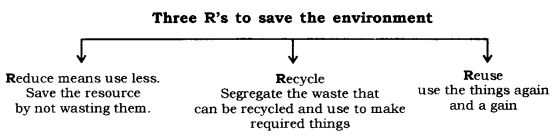 Three R's to save the environment
Reduce means use less.
Save the resource
by not wasting them.
Recycle
Segregate the waste that
can be recycled and use to make
required things
Reuse
use the things again
and a gain